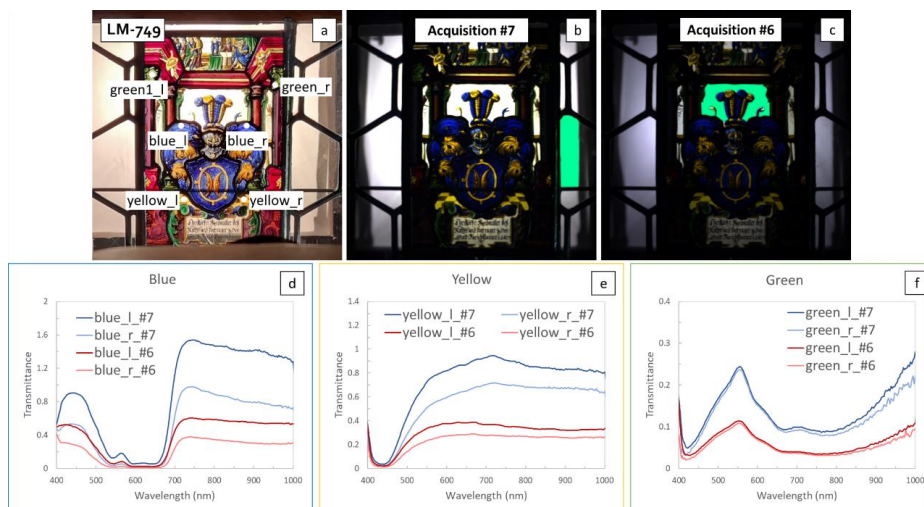 LM-749
a
Acquisition #7
b
Acquisition #6
c
green1_l
green_r
blue_l
blue_r
yellow_l
yellow_r
Blue
d
Transmittance
2
1.6
1.2
0.8
0.4
0
blue_l_#7
blue_r_#7
blue_l_#6
blue_r_#6
400 500 600 700 800 900 1000
Wavelength (nm)
Yellow
e
Transmittance
1.4
1.2
1
0.8
0.6
0.4
0.2
0
yellow_l_#7 yellow_r_#7
yellow_l_#6 yellow_r_#6
400 500 600 700 800 900 1000
Wavelength (nm)
Green
f
Transmittance
0.6
0.4
0.2
0
green_l_#7
green_r_#7
green_l_#6
green_r_#6
400 500 600 700 800 900 1000
Wavelength (nm)